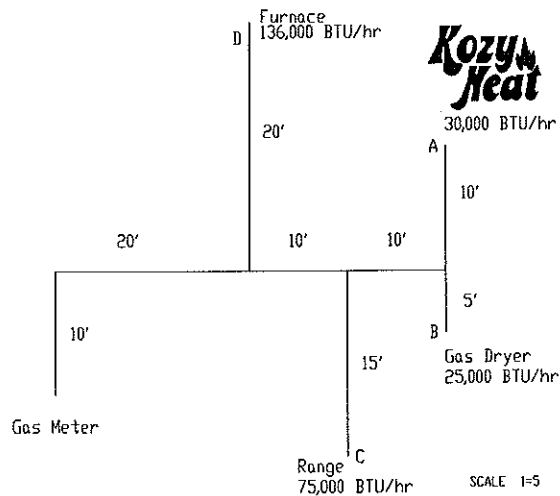 Furnace
D
136,000 BTU/hr
Kozy
Heat
30,000 BTU/hr
A
20'
10'
20'
10'
10'
10'
5'
B
15'
Gas Dryer
25,000 BTU/hr
Gas Meter
Range
C
75,000 BTU/hr
SCALE 1=5